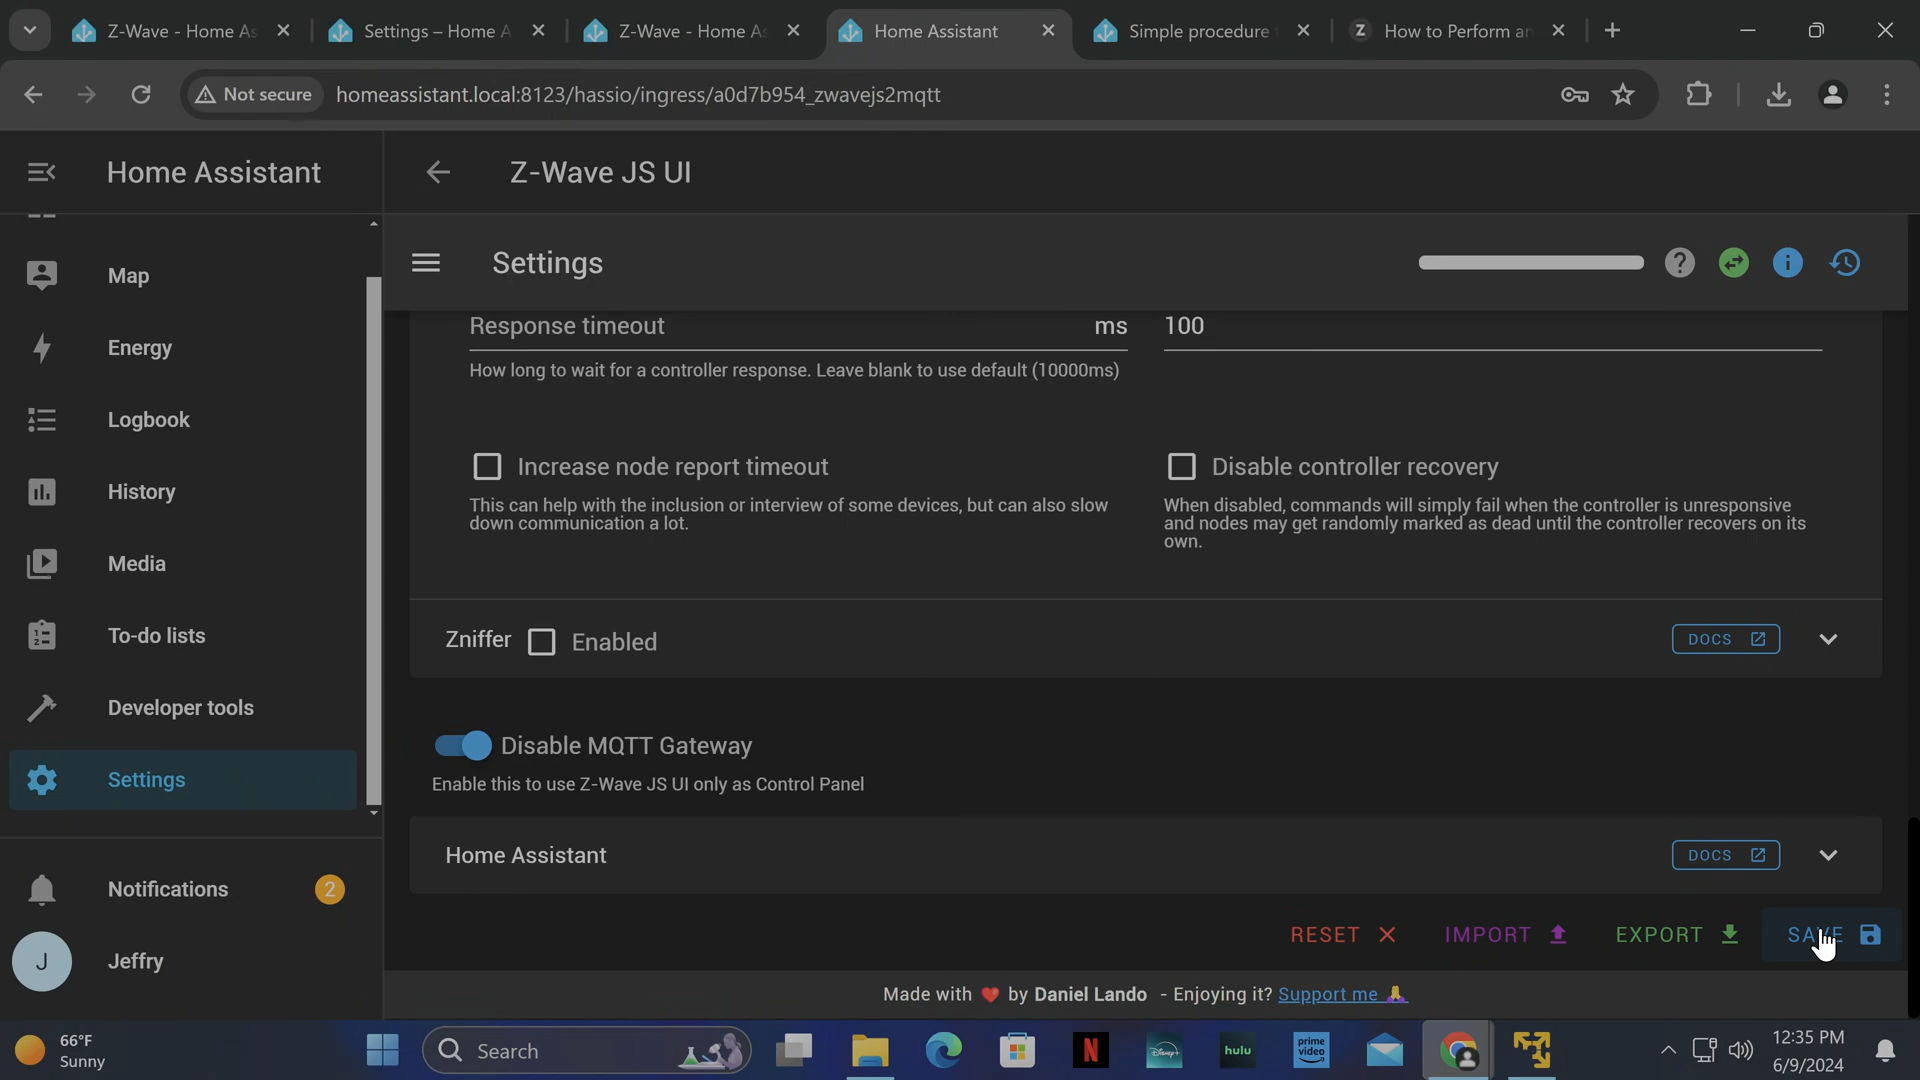 Z-Wave - Home As
Settings – Home A
Z-Wave - Home As
Home Assistant
Simple procedure
How to Perform an
Not secure
homeassistant.local:8123/hassio/ingress/a0d7b954_zwavejs2mqtt
Home Assistant
Z-Wave JS UI
Settings
Map
Energy
Logbook
History
Media
To-do lists
Developer tools
Settings
Notifications
2
J
Jeffry
Response timeout
ms
100
How long to wait for a controller response. Leave blank to use default (10000ms)
Increase node report timeout
This can help with the inclusion or interview of some devices, but can also slow
down communication a lot.
Disable controller recovery
When disabled, commands will simply fail when the controller is unresponsive
and nodes may get randomly marked as dead until the controller recovers on its
own.
Zniffer
Enabled
DOCS
Disable MQTT Gateway
Enable this to use Z-Wave JS UI only as Control Panel
Home Assistant
DOCS
RESET
IMPORT
EXPORT
SAVE
Made with ❤️ by Daniel Lando - Enjoying it? Support me 🙏
66°F
Sunny
Search
N
Disney+
hulu
prime video
12:35 PM
6/9/2024